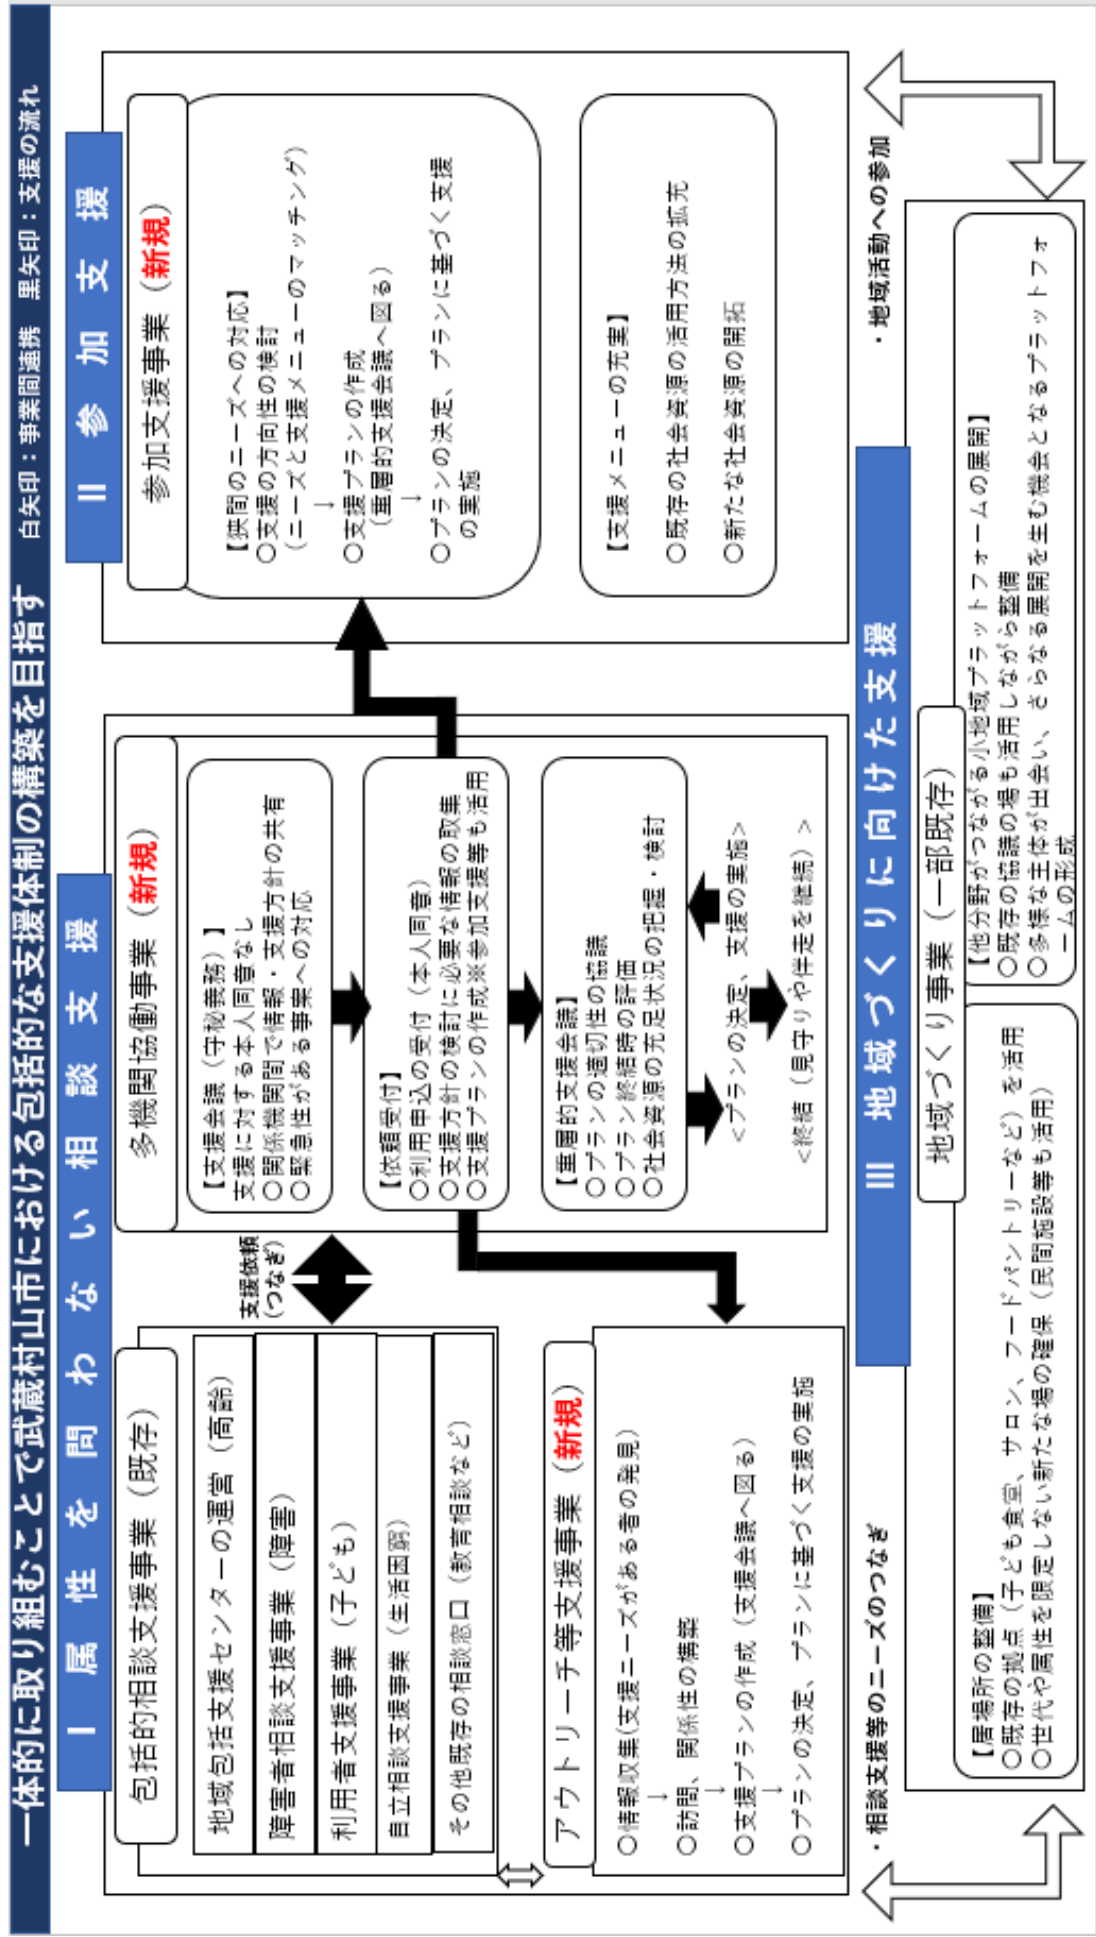 一体的に取り組むことで武蔵村山市における包括的な支援体制の構築を目指す
白矢印：事業間連携　黒矢印：支援の流れ
Ⅰ　属性を問わない相談支援
包括的相談支援事業（既存）
地域包括支援センターの運営（高齢）
障害者相談支援事業（障害）
利用者支援事業（子ども）
自立相談支援事業（生活困窮）
その他既存の相談窓口（教育相談など）
アウトリーチ等支援事業（新規）
○情報収集(支援ニーズがある者の発見)
↓
○訪問、関係性の構築
↓
○支援プランの作成（支援会議へ図る）
↓
○プランの決定、プランに基づく支援の実施
支援依頼
(つなぎ)
多機関協働事業（新規）
【支援会議（守秘義務）】
支援に対する本人同意なし
○関係機関間で情報・支援方針の共有
○緊急性がある事業への対応
【依頼受付】
○利用申込の受付（本人同意）
○支援方針の検討に必要な情報の取集
○支援プランの作成※参加支援等も活用
【重層的支援会議】
○プランの適切性の協議
○プラン終結時の評価
○社会資源の充足状況の把握・検討
＜プランの決定、支援の実施＞
＜終結（見守りや伴走を継続）＞
Ⅱ　参加支援
参加支援事業（新規）
【狭間のニーズへの対応】
○支援の方向性の検討
（ニーズと支援メニューのマッチング）
↓
○支援プランの作成
（重層的支援会議へ図る）
↓
○プランの決定、プランに基づく支援
の実施
【支援メニューの充実】
○既存の社会資源の活用方法の拡充
○新たな社会資源の開拓
・相談支援等のニーズのつなぎ
Ⅲ　地域づくりに向けた支援
・地域活動への参加
地域づくり事業（一部既存）
【居場所の整備】
○既存の拠点（子ども食堂、サロン、フードパントリーなど）を活用
○世代や属性を限定しない新たな場の確保（民間施設等も活用）
【他分野がつながる小地域プラットフォームの展開】
○既存の協議の場も活用しながら整備
○多様な主体が出会い、さらなる展開を生む機会となるプラットフォ
ームの形成